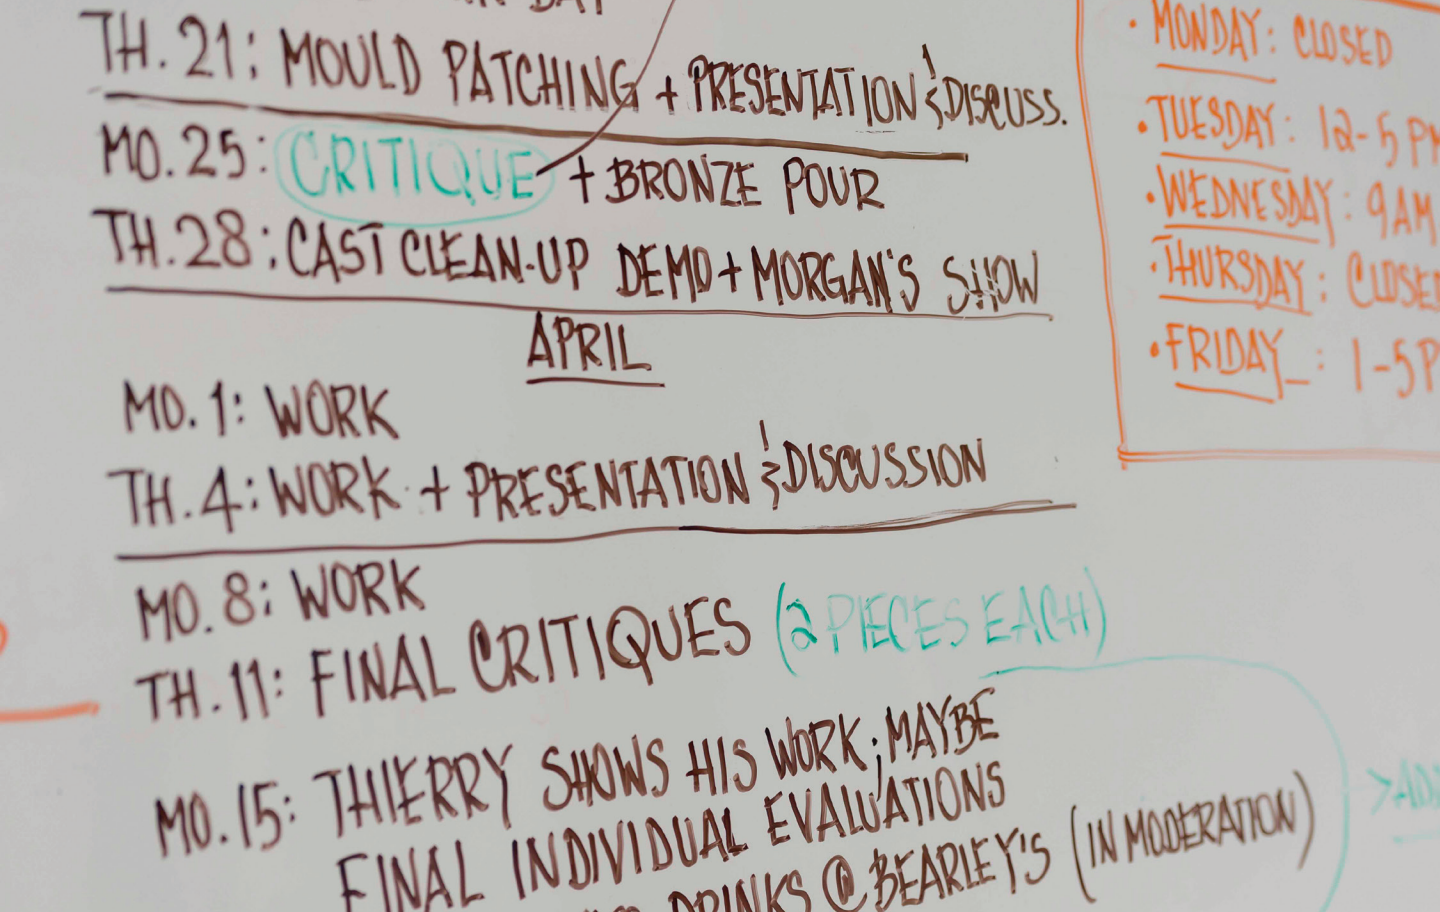 DAY
TH. 21: MOULD PATCHING + PRESENTATION & DISCUSS.
MO. 25: CRITIQUE + BRONZE POUR
TH. 28: CAST CLEAN-UP DEMO + MORGAN'S SHOW
APRIL
MO. 1: WORK
TH. 4: WORK + PRESENTATION & DISCUSSION
MO. 8: WORK
TH. 11: FINAL CRITIQUES (2 PIECES EACH)
MO. 15: THIERRY SHOWS HIS WORK; MAYBE
FINAL INDIVIDUAL EVALUATIONS
DRINKS @ BEARLEY'S (IN MODERATION)
• MONDAY: CLOSED
• TUESDAY: 12-5 PM
• WEDNESDAY: 9AM
• THURSDAY: CLOSED
• FRIDAY_: 1-5P